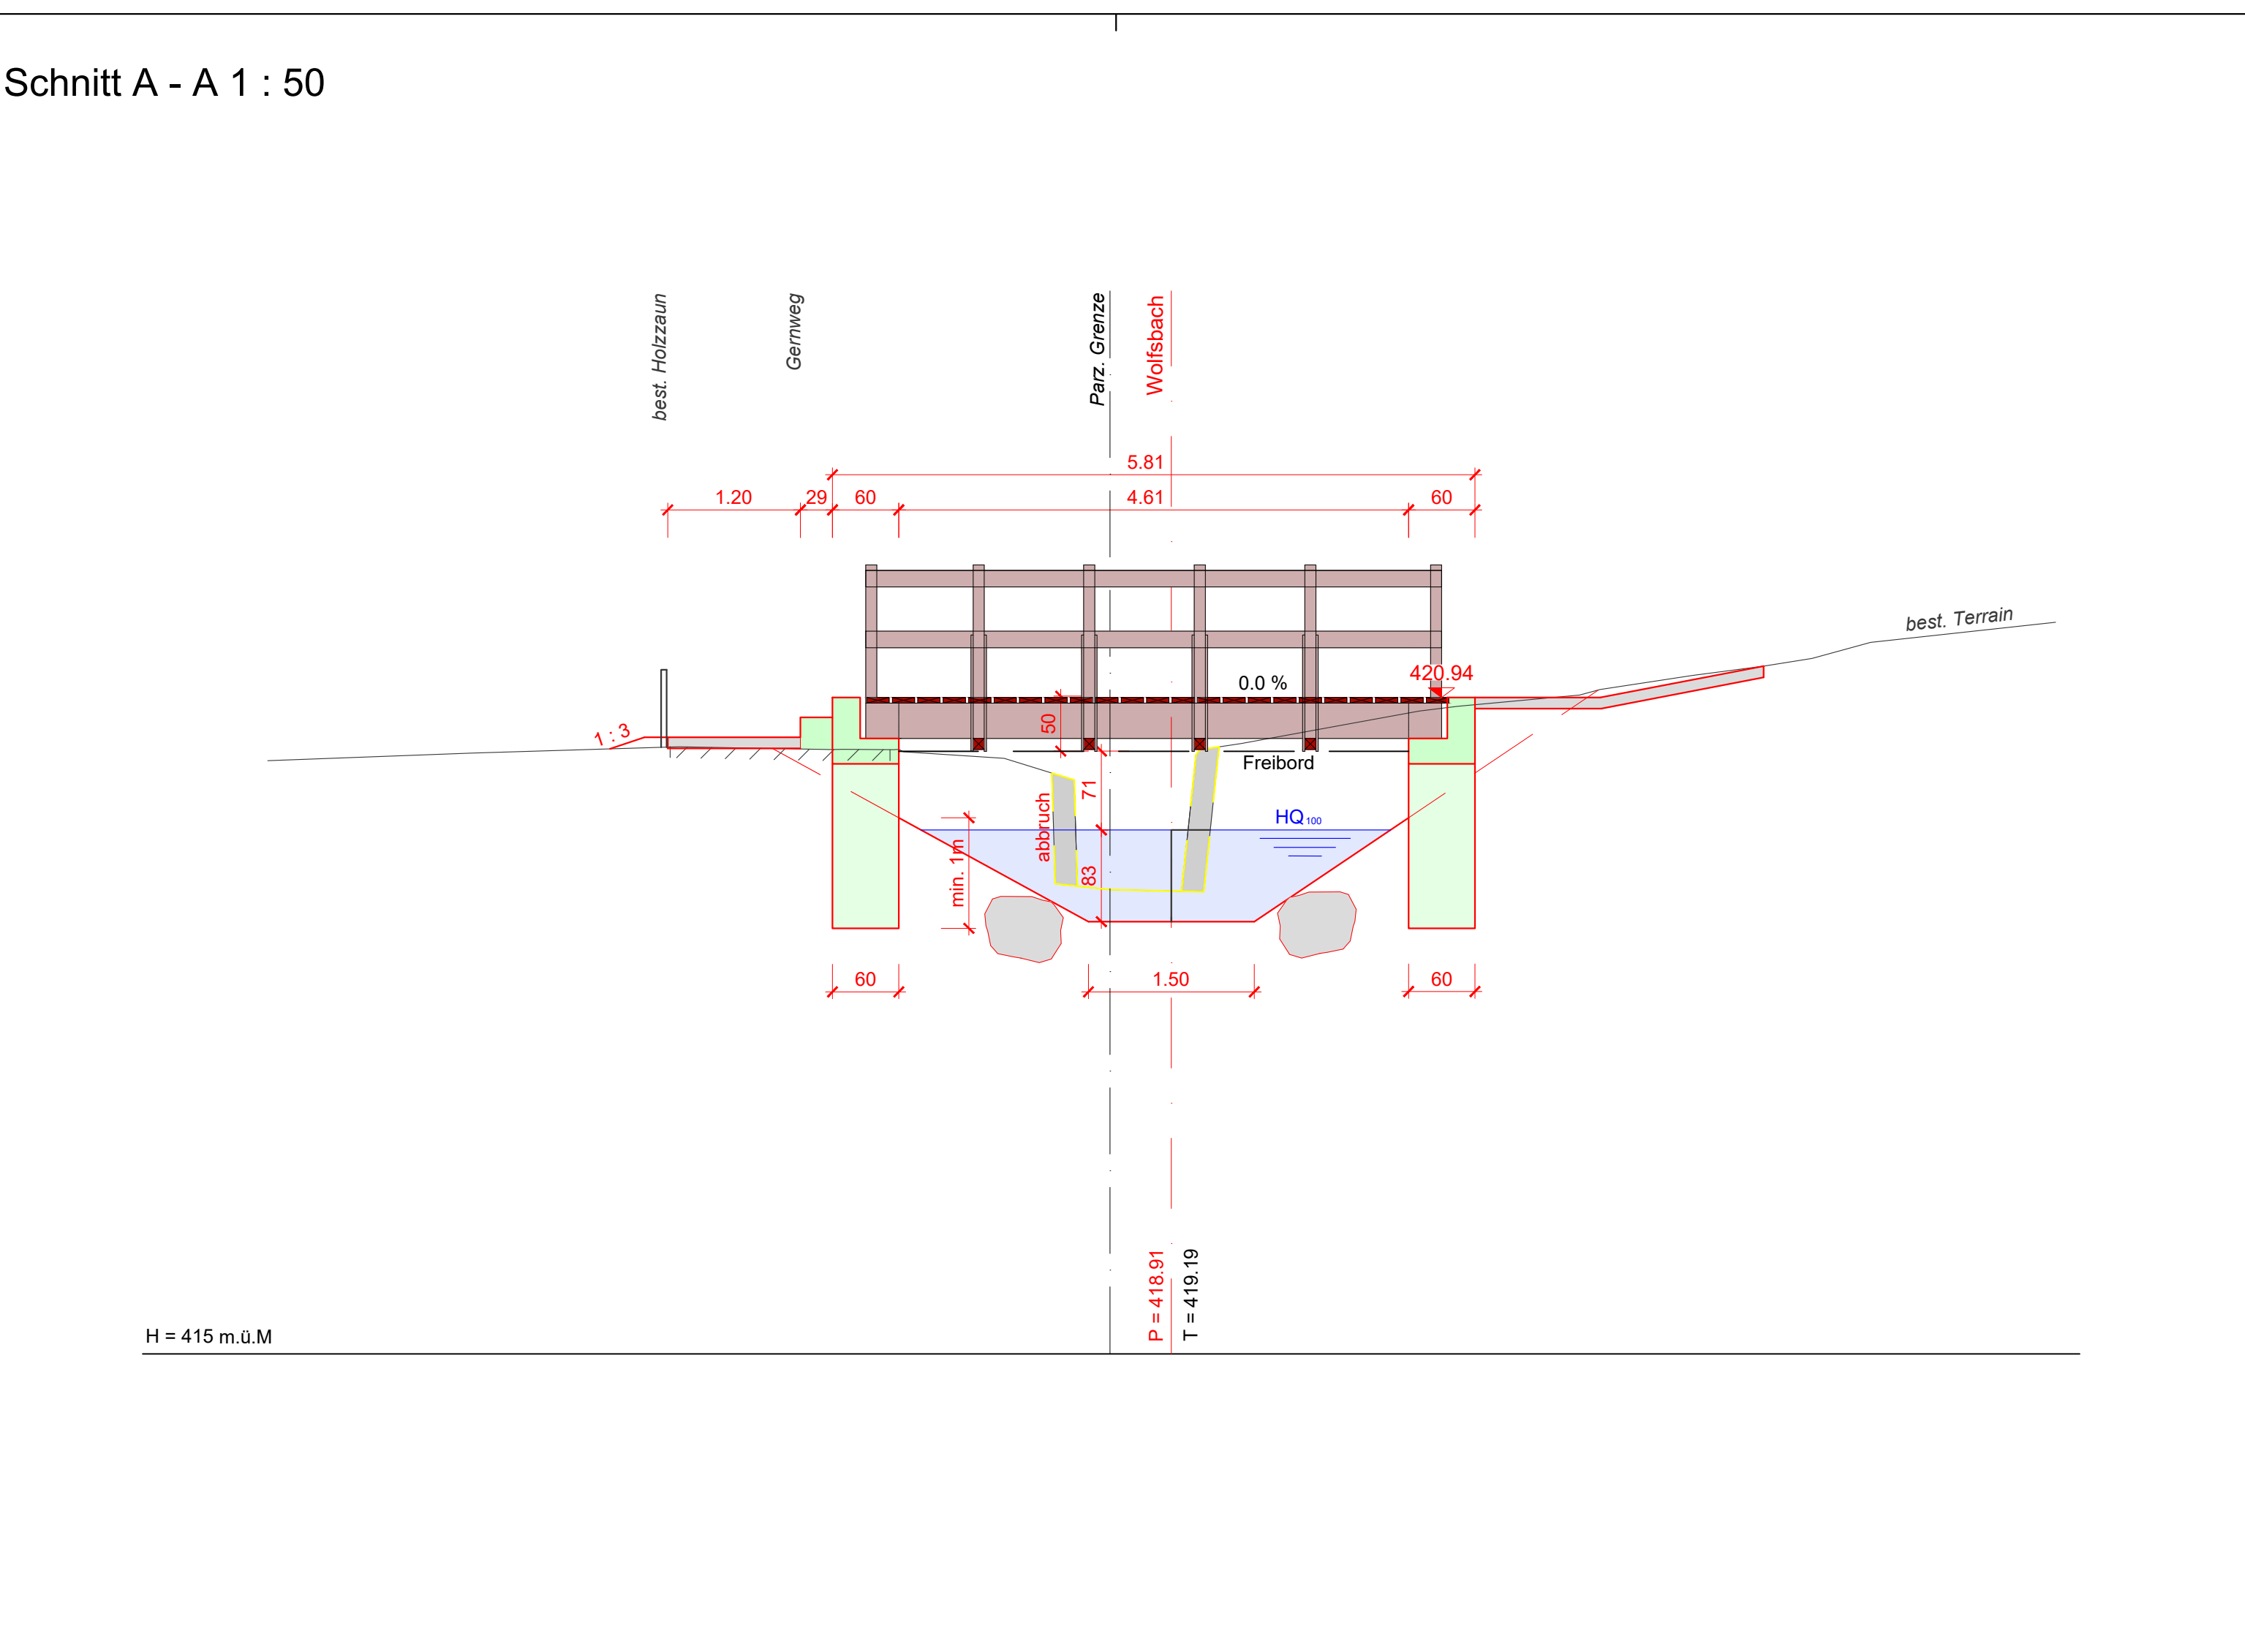 Schnitt A - A 1 : 50
best. Holzzaun
Gernweg
Parz. Grenze
Wolfsbach
5.81
1.20
29
60
4.61
60
best. Terrain
420.94
0.0 %
50
1 : 3
Freibord
71
abbruch
HQ100
min. 1m
83
60
1.50
60
P = 418.91
T = 419.19
H = 415 m.ü.M